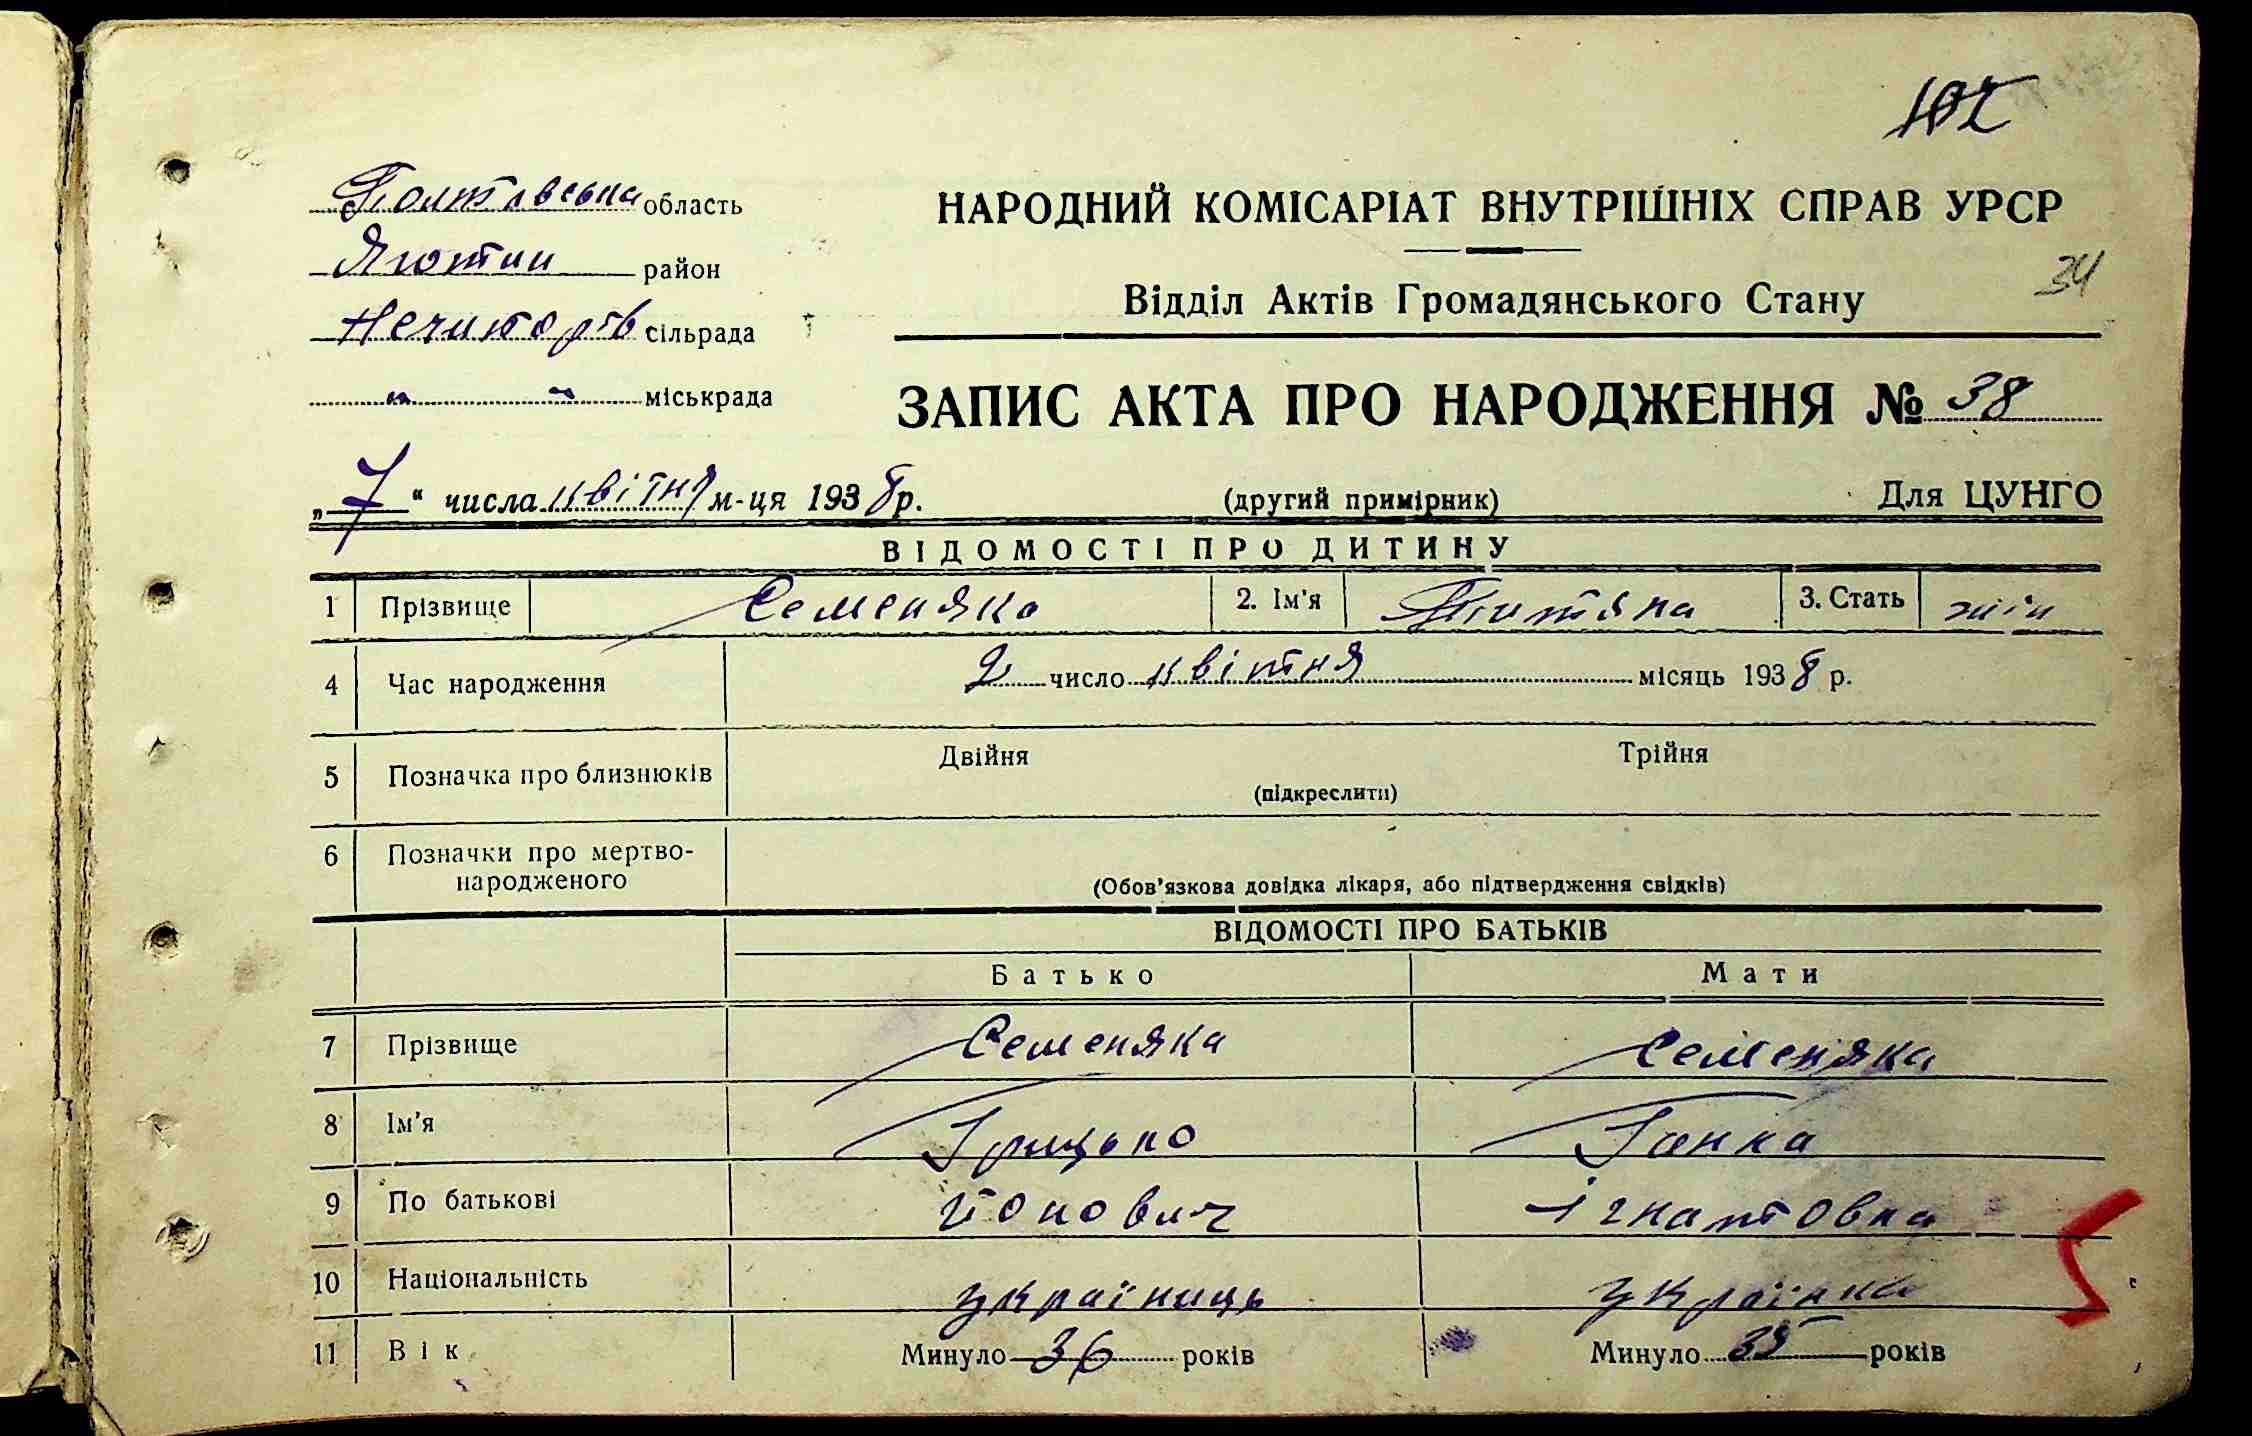 102
Полтавська область
НАРОДНИЙ КОМІСАРІАТ ВНУТРІШНІХ СПРАВ УРСР
Яготин район
34
Відділ Актів Громадянського Стану
сільрада
міськрада
ЗАПИС АКТА ПРО НАРОДЖЕННЯ № 38
„7“ числа квітня м-ця 1938 р.
(другий примірник)
Для ЦУНГО
ВІДОМОСТІ ПРО ДИТИНУ
1 Прізвище Семеняка 2. Ім'я Титяна 3. Стать жін
4 Час народження 2 число квітня місяць 1938 р.
5 Позначка про близнюків Двійня Трійня
(підкреслити)
6 Позначки про мертво-
народженого
(Обов'язкова довідка лікаря, або підтвердження свідків)
ВІДОМОСТІ ПРО БАТЬКІВ
Батько Мати
7 Прізвище Семеняка Семеняка
8 Ім'я Грицько Ганна
9 По батькові Йонович Ігнатовна
10 Національність українець українка
11 Вік Минуло 36 років Минуло 35 років